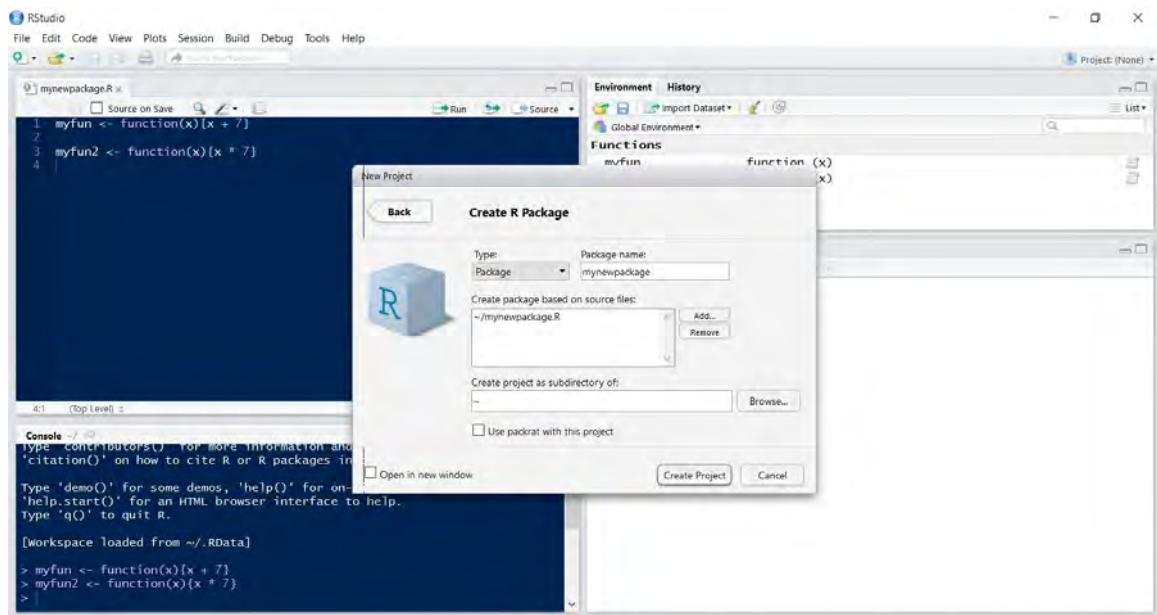 RStudio
File Edit Code View Plots Session Build Debug Tools Help
Project: (None)
mynewpackage.R
Source on Save
Run
Source
1 myfun <- function(x){x + 7}
2
3 myfun2 <- function(x){x * 7}
4
4:1 (Top Level)
Environment History
Import Dataset
List
Global Environment
Functions
myfun function (x)
x)
New Project
Back
Create R Package
Type:
Package name:
Package
mynewpackage
R
Create package based on source files:
~/mynewpackage.R
Add...
Remove
Create project as subdirectory of:
~
Browse...
Use packrat with this project
Open in new window
Create Project
Cancel
Console ~/
Type 'contributors()' for more information and
'citation()' on how to cite R or R packages in
Type 'demo()' for some demos, 'help()' for on-
'help.start()' for an HTML browser interface to help.
Type 'q()' to quit R.
[Workspace loaded from ~/.RData]
> myfun <- function(x){x + 7}
> myfun2 <- function(x){x * 7}
>